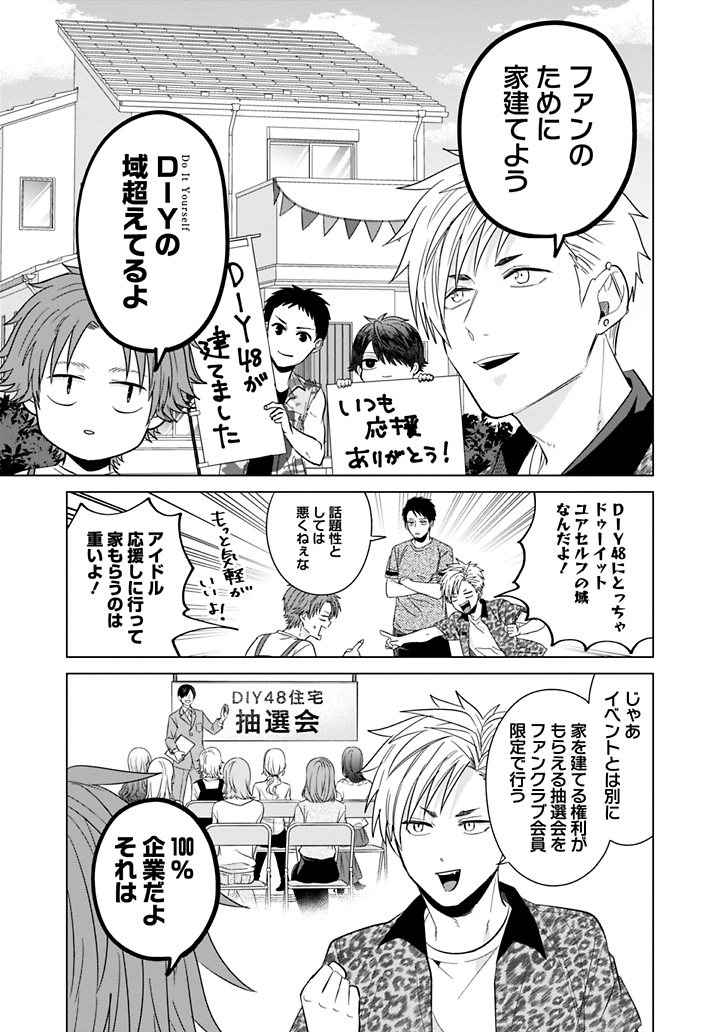 ファンの
ために
家建てよう
DIYの
Do It Yourself
域超えてるよ
DIY48が
建てました
いつも
応援
ありがとう！
DIY48にとっちゃ
ドゥーイット
ユアセルフの域
なんだよ！
話題性と
しては
悪くねぇな
もっと気軽が
いいよ！
アイドル
応援しに行って
家もらうのは
重いよ！
じゃあ
イベントとは別に
家を建てる権利が
もらえる抽選会を
ファンクラブ会員
限定で行う
DIY48住宅
抽選会
100%
企業だよ
それは